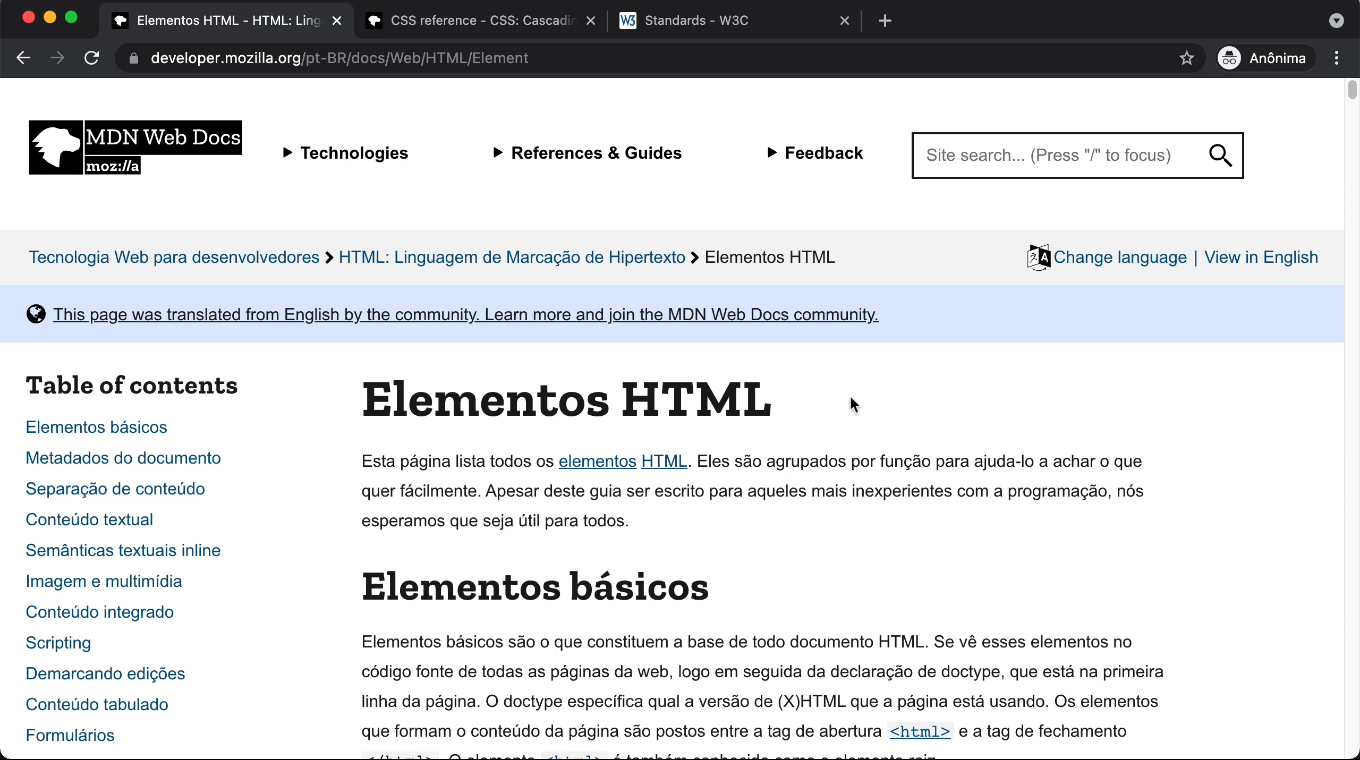 Elementos HTML - HTML: Ling
CSS reference - CSS: Cascadin
W3 Standards - W3C
developer.mozilla.org/pt-BR/docs/Web/HTML/Element
Anônima
MDN Web Docs
moz://a
Technologies
References & Guides
Feedback
Site search... (Press "/" to focus)
Tecnologia Web para desenvolvedores
HTML: Linguagem de Marcação de Hipertexto
Elementos HTML
Change language | View in English
This page was translated from English by the community. Learn more and join the MDN Web Docs community.
Table of contents
Elementos básicos
Metadados do documento
Separação de conteúdo
Conteúdo textual
Semânticas textuais inline
Imagem e multimídia
Conteúdo integrado
Scripting
Demarcando edições
Conteúdo tabulado
Formulários
Elementos HTML
Esta página lista todos os elementos HTML. Eles são agrupados por função para ajuda-lo a achar o que
quer fácilmente. Apesar deste guia ser escrito para aqueles mais inexperientes com a programação, nós
esperamos que seja útil para todos.
Elementos básicos
Elementos básicos são o que constituem a base de todo documento HTML. Se vê esses elementos no
código fonte de todas as páginas da web, logo em seguida da declaração de doctype, que está na primeira
linha da página. O doctype específica qual a versão de (X)HTML que a página está usando. Os elementos
que formam o conteúdo da página são postos entre a tag de abertura <html> e a tag de fechamento
</html>. O elemento <html> é também conhecido como o elemento raiz.